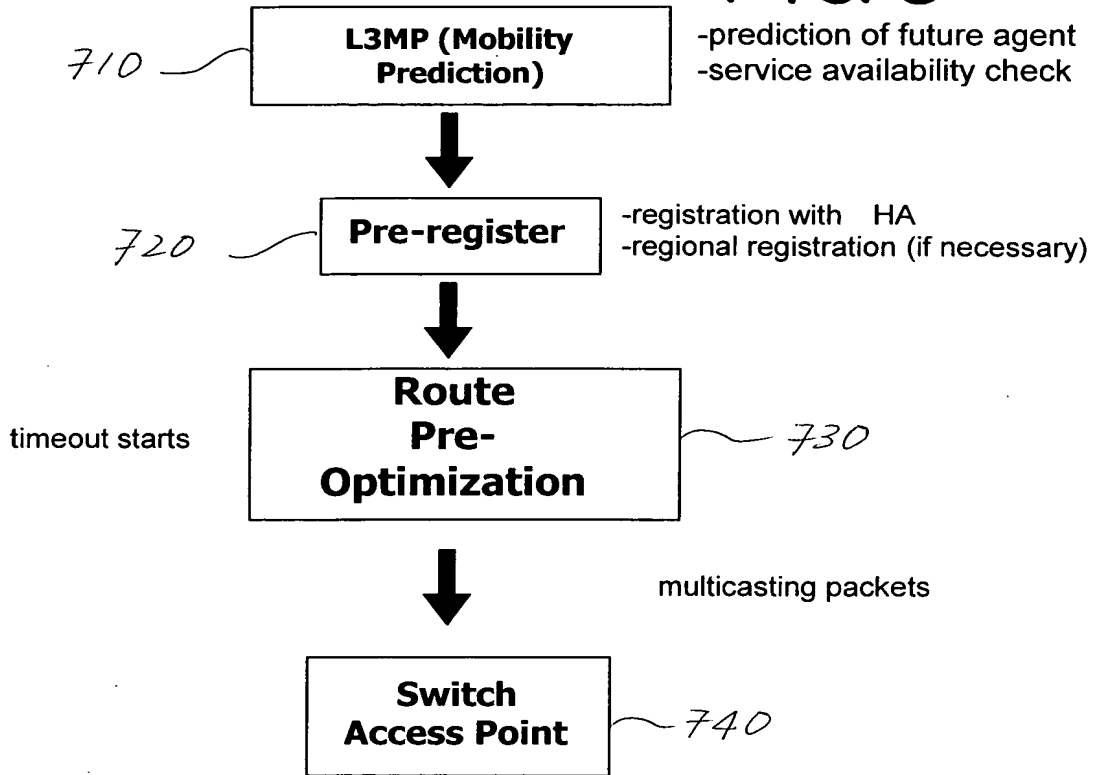 L3MP (Mobility
Prediction)
-prediction of future agent
-service availability check
710
Pre-register
-registration with HA
-regional registration (if necessary)
720
Route
Pre-
Optimization
timeout starts
730
multicasting packets
Switch
Access Point
740